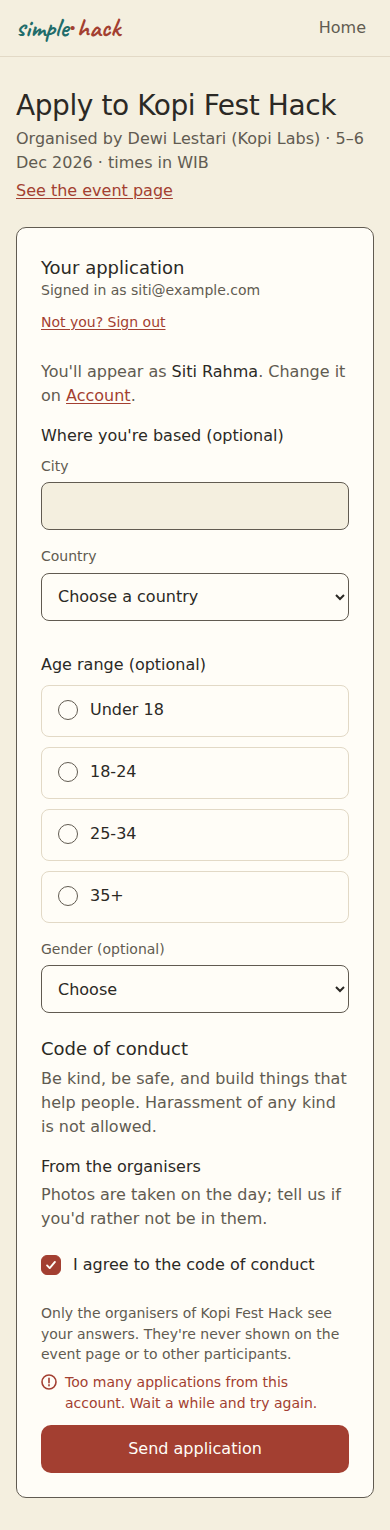 simple·hack
Home
Apply to Kopi Fest Hack
Organised by Dewi Lestari (Kopi Labs) · 5–6
Dec 2026 · times in WIB
See the event page
Your application
Signed in as siti@example.com
Not you? Sign out
You'll appear as Siti Rahma. Change it
on Account.
Where you're based (optional)
City
Country
Choose a country
Age range (optional)
Under 18
18-24
25-34
35+
Gender (optional)
Choose
Code of conduct
Be kind, be safe, and build things that
help people. Harassment of any kind
is not allowed.
From the organisers
Photos are taken on the day; tell us if
you'd rather not be in them.
I agree to the code of conduct
Only the organisers of Kopi Fest Hack see
your answers. They're never shown on the
event page or to other participants.
Too many applications from this
account. Wait a while and try again.
Send application